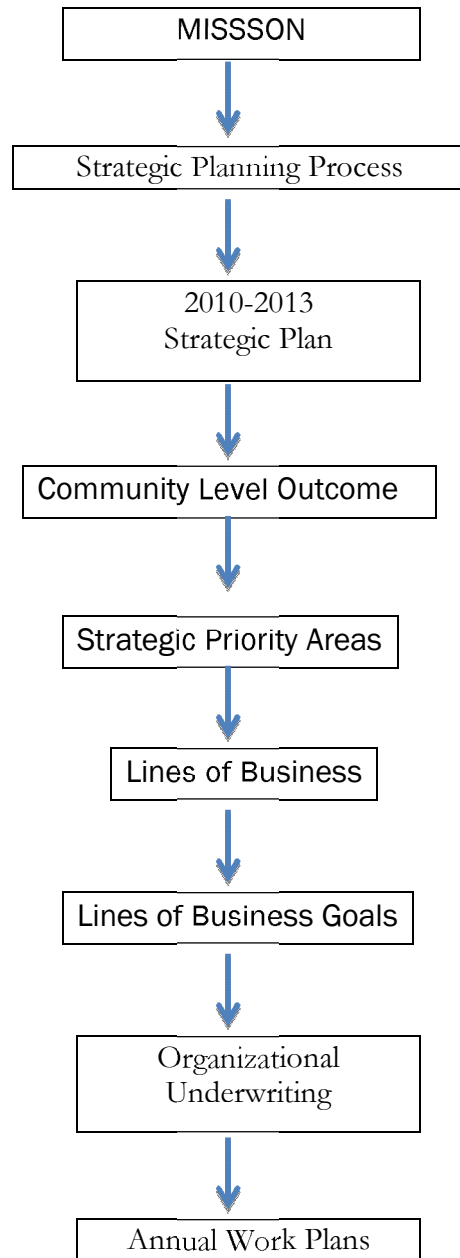 MISSSON
Strategic Planning Process
2010-2013
Strategic Plan
Community Level Outcome
Strategic Priority Areas
Lines of Business
Lines of Business Goals
Organizational
Underwriting
Annual Work Plans